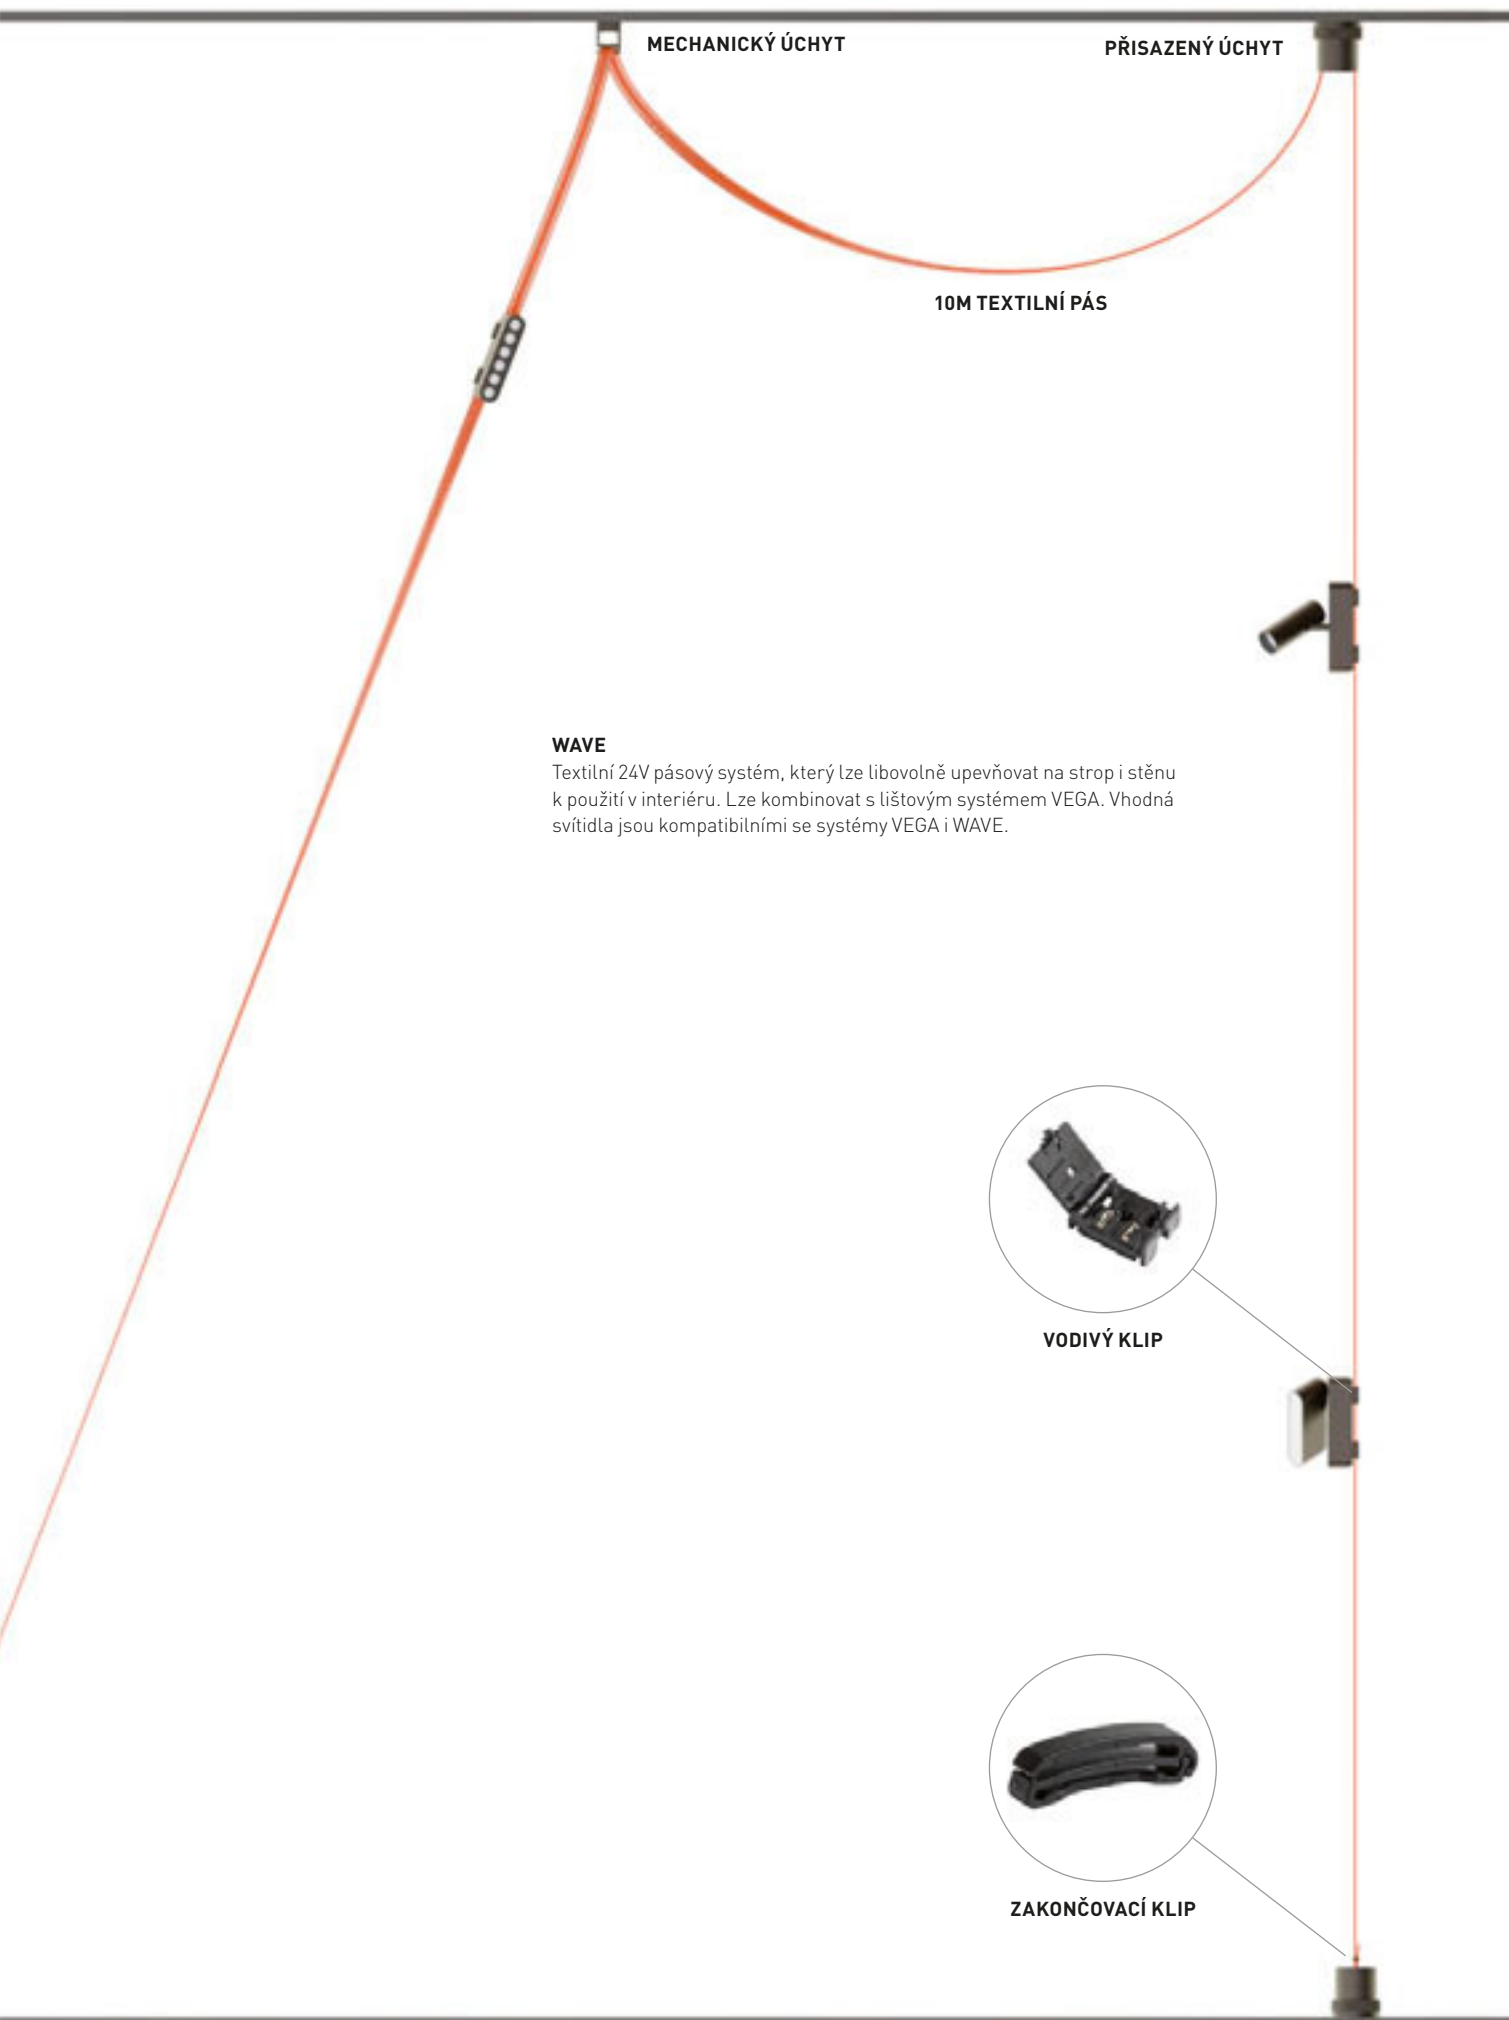 MECHANICKÝ ÚCHYT
PŘISAZENÝ ÚCHYT
10M TEXTILNÍ PÁS
WAVE
Textilní 24V pásový systém, který lze libovolně upevňovat na strop i stěnu
k použití v interiéru. Lze kombinovat s lištovým systémem VEGA. Vhodná
svítidla jsou kompatibilními se systémy VEGA i WAVE.
VODIVÝ KLIP
ZAKONČOVACÍ KLIP